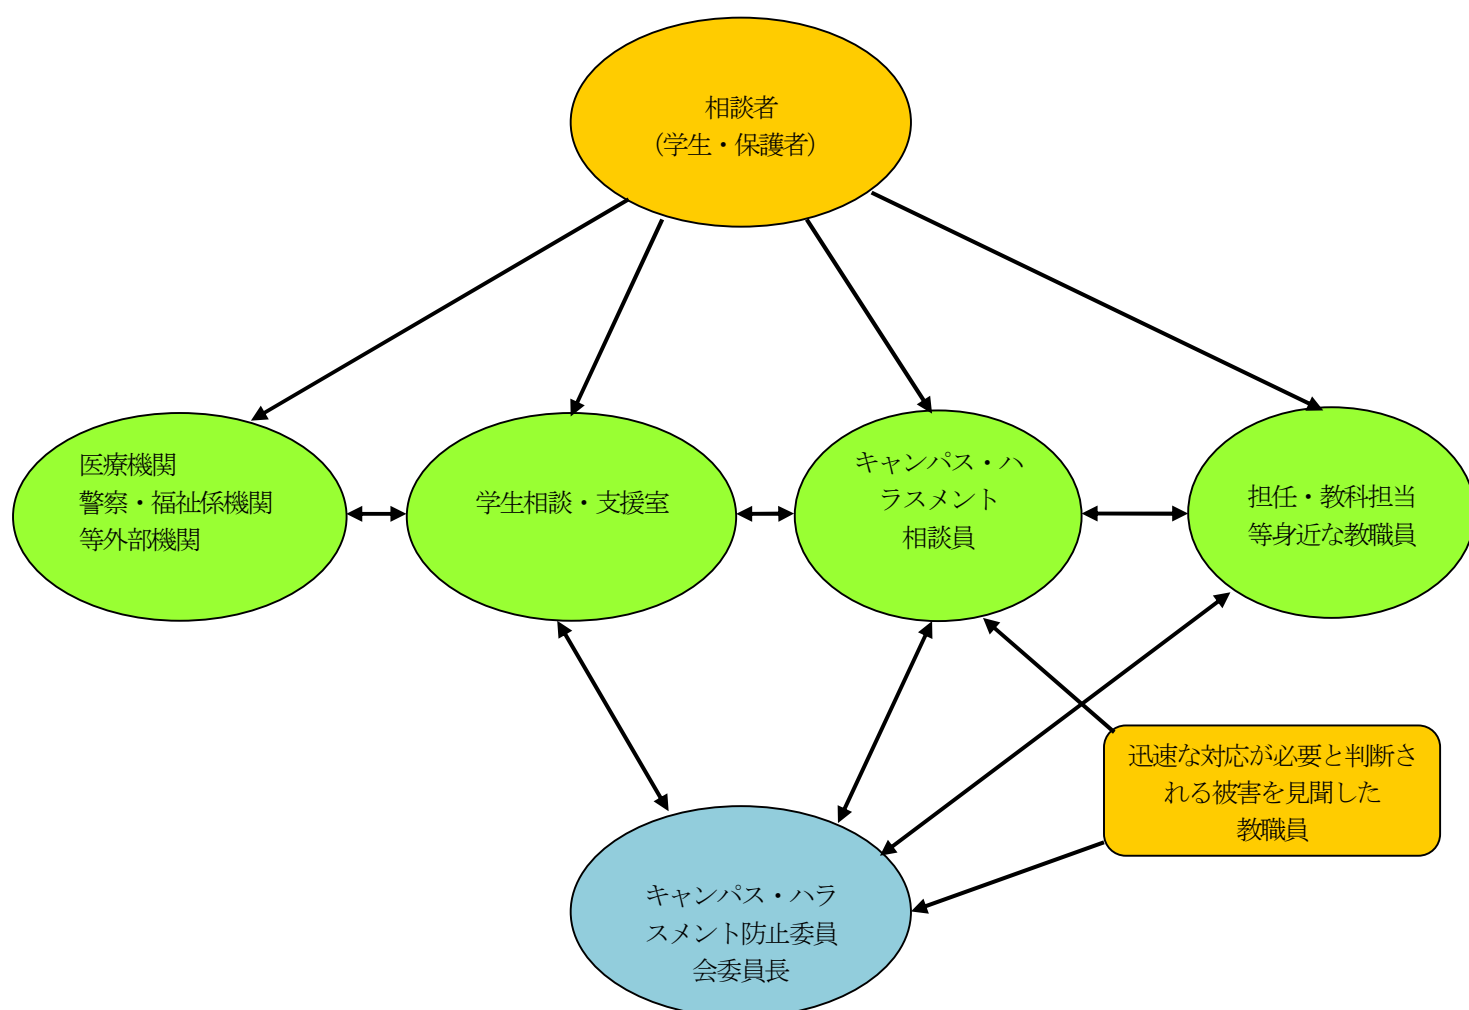 相談者
（学生・保護者）
医療機関
警察・福祉係機関
等外部機関
学生相談・支援室
キャンパス・ハ
ラスメント
相談員
担任・教科担当
等身近な教職員
迅速な対応が必要と判断さ
れる被害を見聞した
教職員
キャンパス・ハラ
スメント防止委員
会委員長